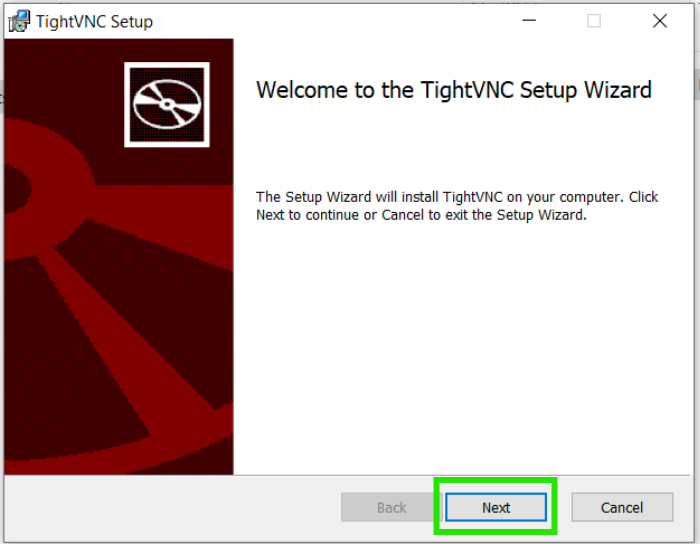 TightVNC Setup
Welcome to the TightVNC Setup Wizard
The Setup Wizard will install TightVNC on your computer. Click
Next to continue or Cancel to exit the Setup Wizard.
Back
Next
Cancel